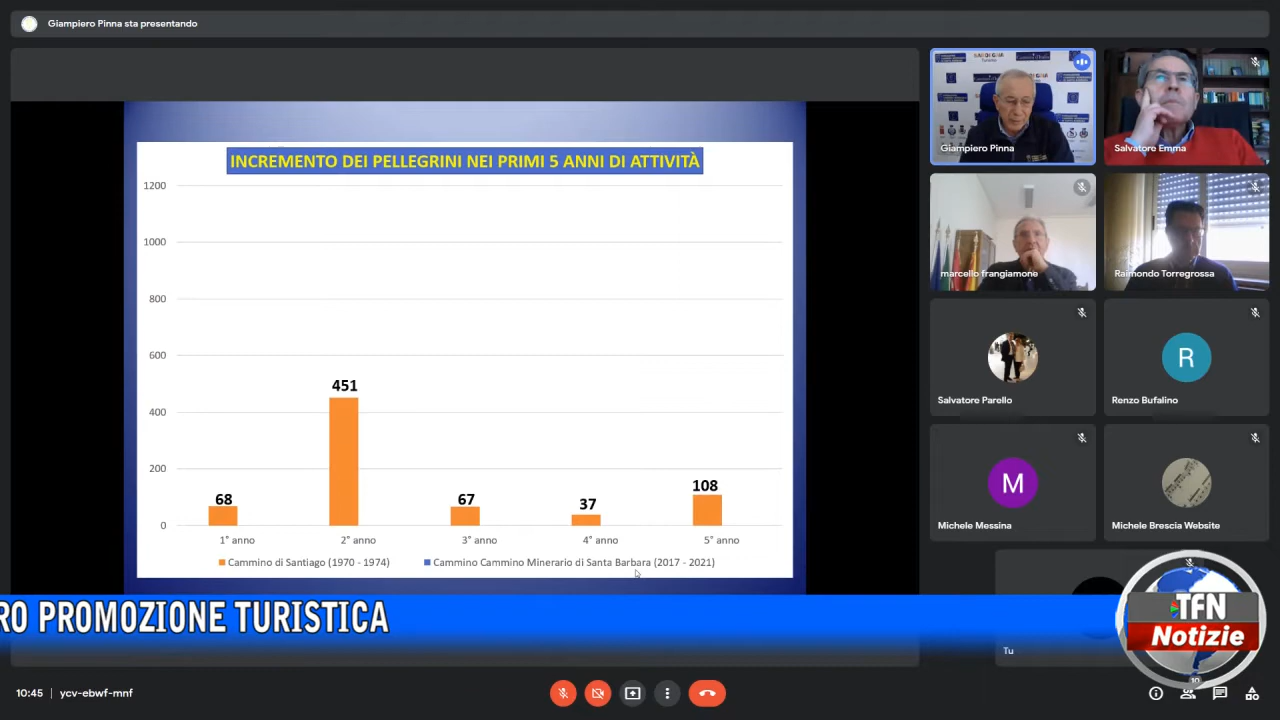 Giampiero Pinna sta presentando
INCREMENTO DEI PELLEGRINI NEI PRIMI 5 ANNI DI ATTIVITÀ
1200
1000
800
600
400
200
0
68
451
67
37
108
1° anno
2° anno
3° anno
4° anno
5° anno
Cammino di Santiago (1970 - 1974)
Cammino Cammino Minerario di Santa Barbara (2017 - 2021)
Giampiero Pinna
Salvatore Emma
marcello frangiamone
Raimondo Torregrossa
Salvatore Parello
R
Renzo Bufalino
M
Michele Messina
Michele Brescia Website
Tu
RO PROMOZIONE TURISTICA
TFN
Notizie
10:45
ycv-ebwf-mnf
10